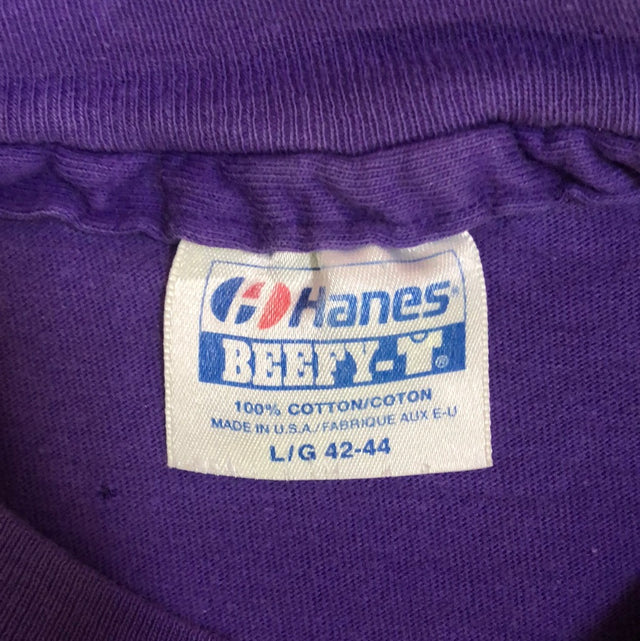 Hanes®
BEEFY-T®
100% COTTON/COTON
MADE IN U.S.A./FABRIQUE AUX E-U
L/G 42-44